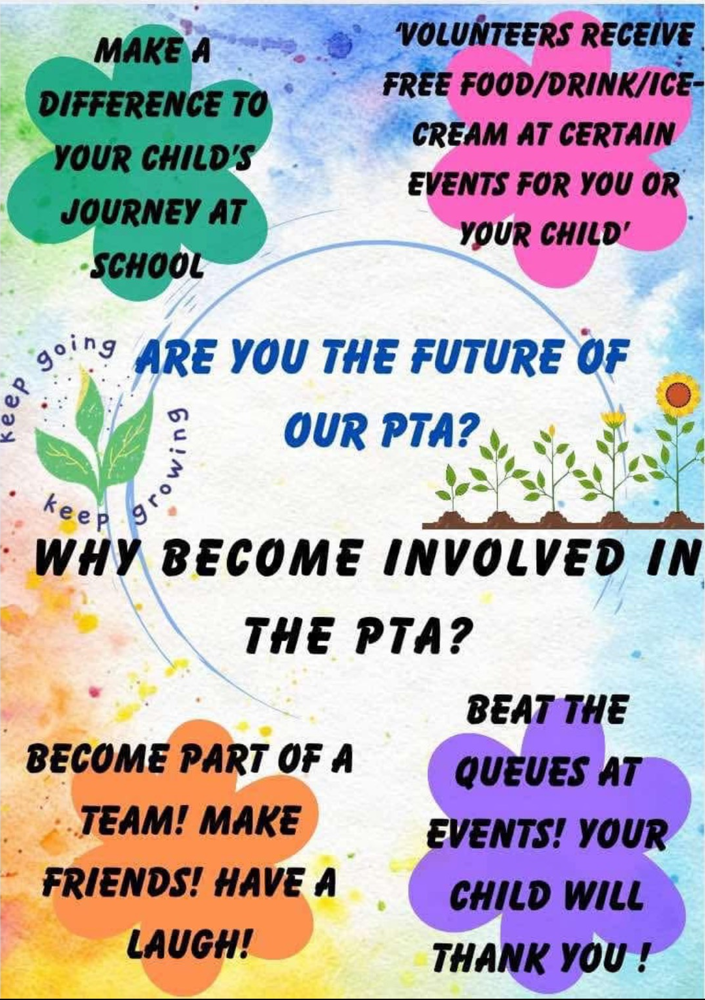 MAKE A
DIFFERENCE TO
YOUR CHILD'S
JOURNEY AT
SCHOOL
'VOLUNTEERS RECEIVE
FREE FOOD/DRINK/ICE-
CREAM AT CERTAIN
EVENTS FOR YOU OR
YOUR CHILD'
keep going
keep growing
ARE YOU THE FUTURE OF
OUR PTA?
WHY BECOME INVOLVED IN
THE PTA?
BECOME PART OF A
TEAM! MAKE
FRIENDS! HAVE A
LAUGH!
BEAT THE
QUEUES AT
EVENTS! YOUR
CHILD WILL
THANK YOU !